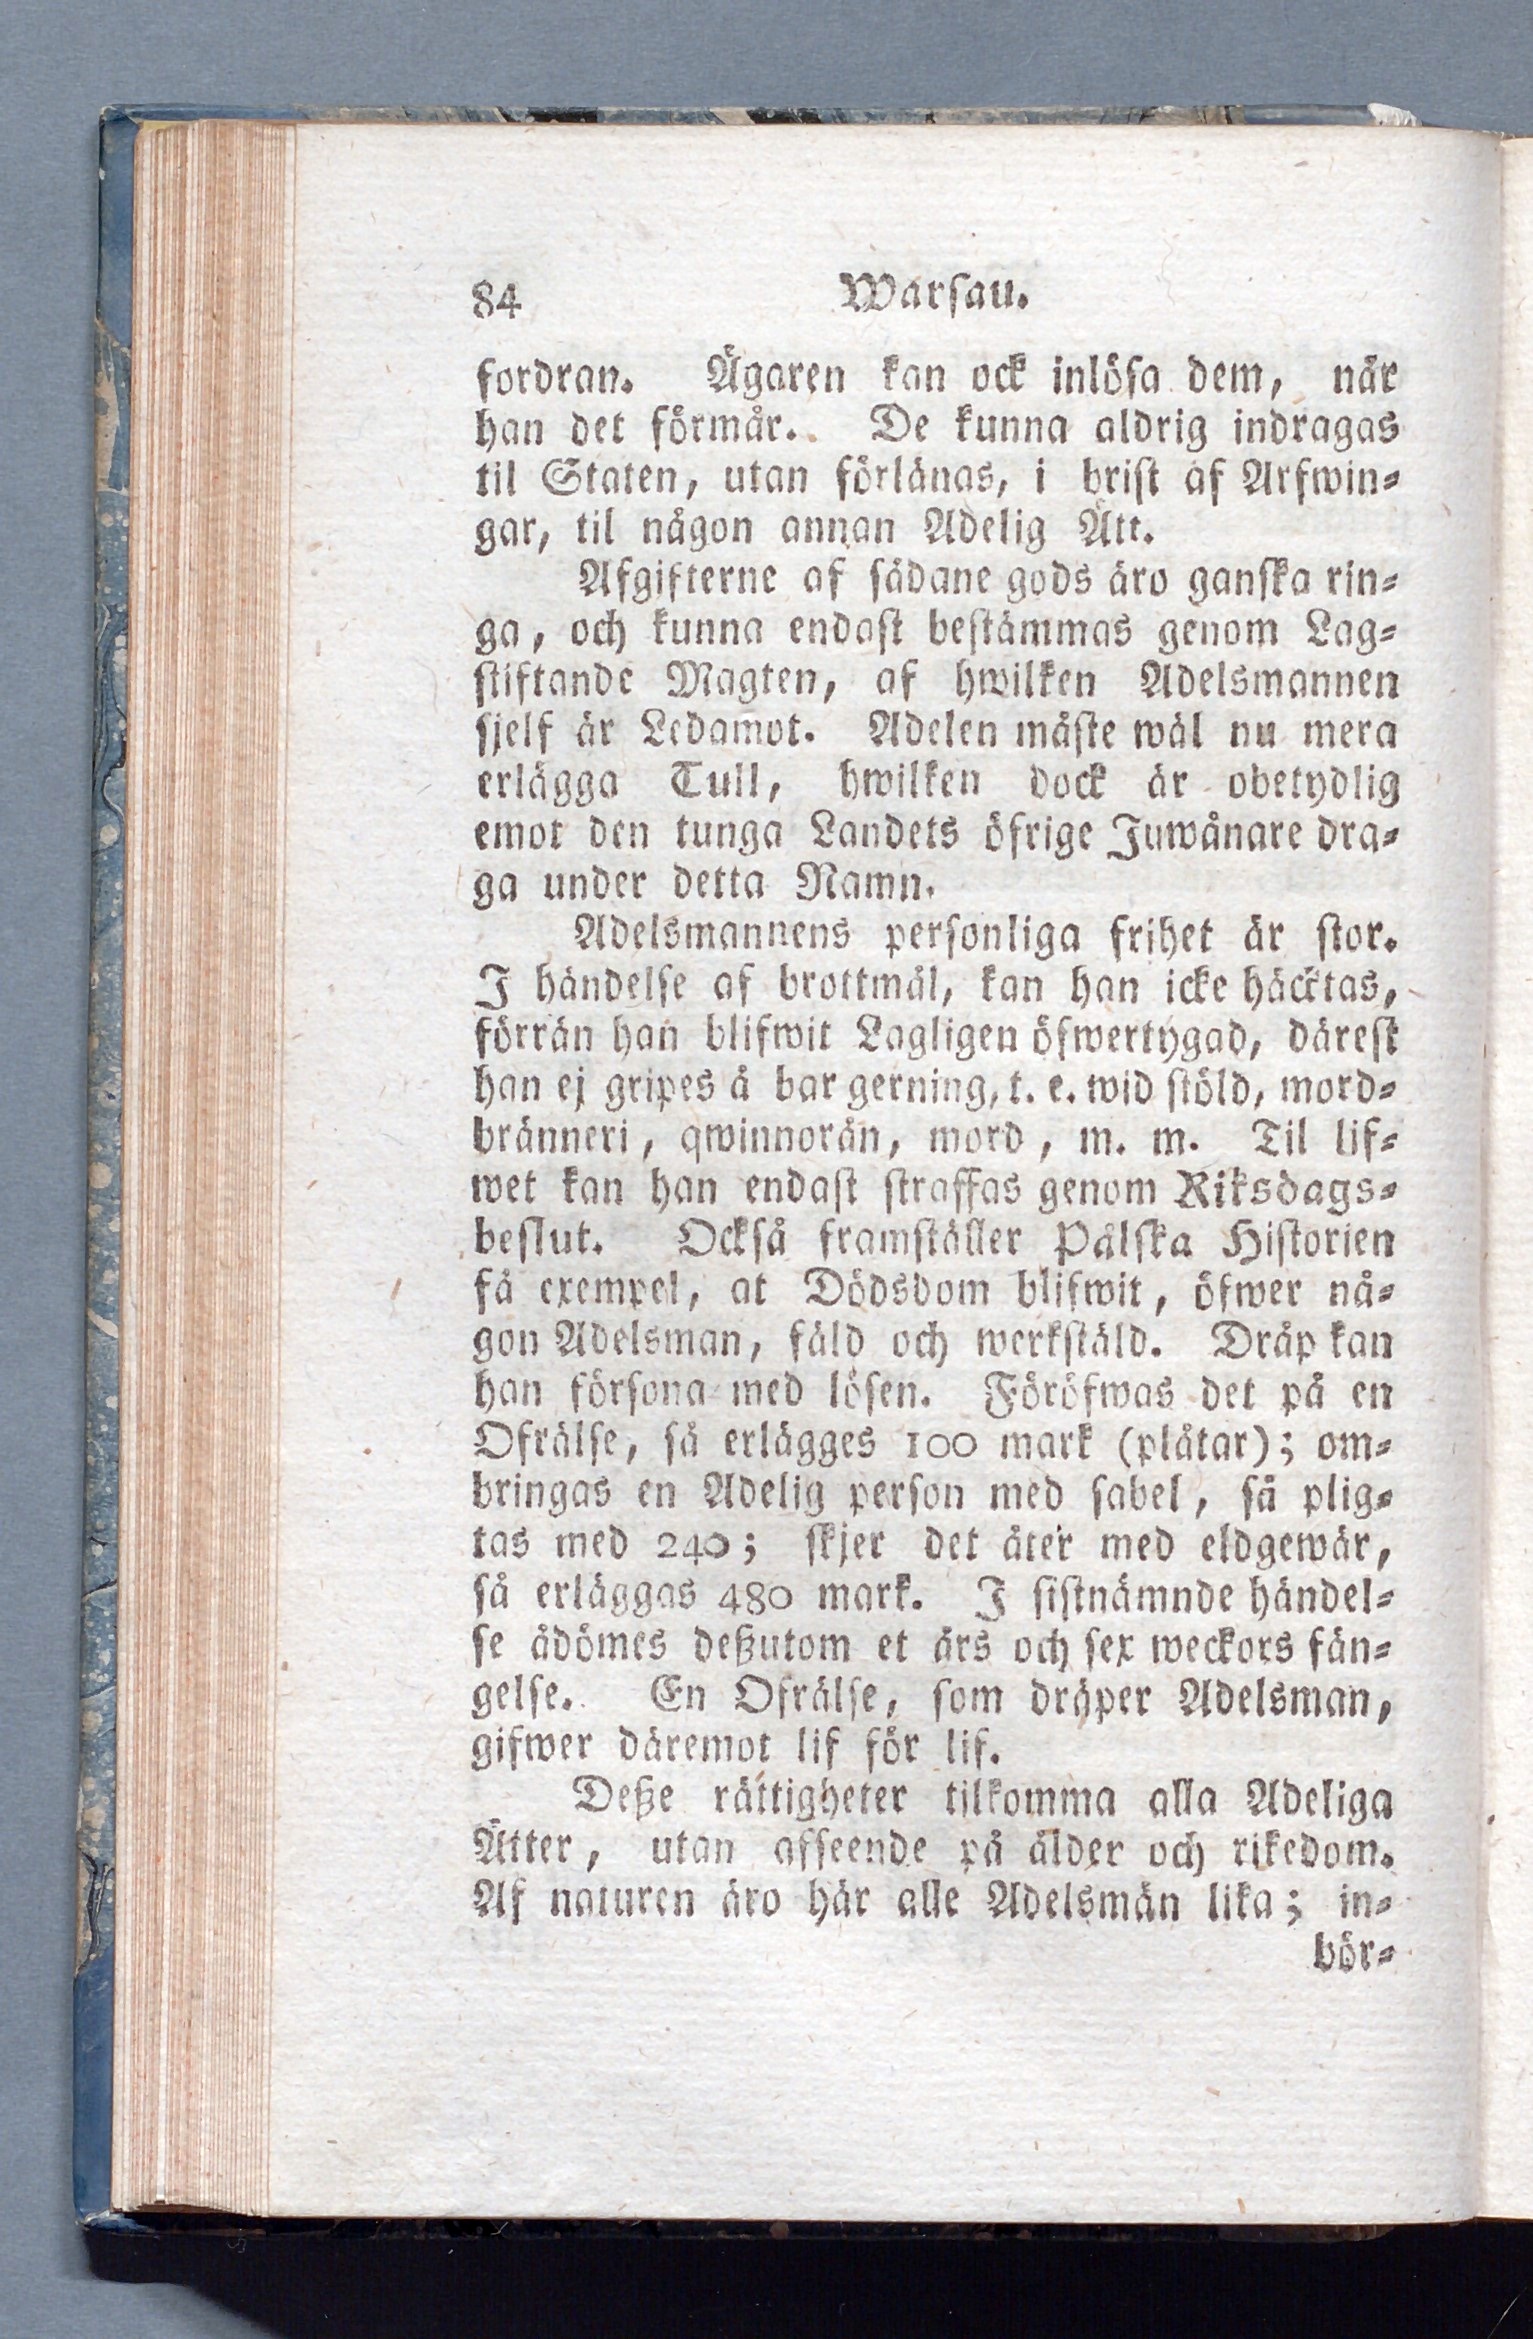 84 Warsau.
fordran. Ägaren kan ock inlösa dem, når
han det förmår. De kunna aldrig indragas
til Staten, utan förlänas, i brist af Arfwin-
gar, til någon annan Adelig Ätt.
Afgifterne af sådane gods äro ganska rin-
ga, och kunna endast bestämmas genom Lag-
stiftande Magten, af hwilken Adelsmannen
sjelf är Ledamot. Adelen måste wäl nu mera
erlägga Tull, hwilken dock är obetydlig
emot den tunga Landets öfrige Juwånare dra-
ga under detta Namn.
Adelsmannens personliga frihet är stor.
I händelse af brottmål, kan han icke häcktas,
förrän han blifwit Lagligen öfwertygad, därest
han ej gripes å bar gerning, t. e. wid stöld, mord-
bränneri, qwinnorån, mord, m. m. Til lif-
wet kan han endast straffas genom Riksdags-
beslut. Också framställer Pålska Historien
få exempel, at Dödsdom blifwit, öfwer nå-
gon Adelsman, fäld och werkstäld. Dråp kan
han försona med lösen. Föröfwas det på en
Ofrälse, så erlägges 100 mark (plåtar); om-
bringas en Adelig person med sabel, så plig-
tas med 240; skjer det åter med eldgewär,
så erläggas 480 mark. I sistnämnde händel-
se ådömes deßutom et års och sex weckors fän-
gelse. En Ofrälse, som dräper Adelsman,
gifwer däremot lif för lif.
Deße rättigheter tilkomma alla Adeliga
Ätter, utan afseende på ålder och rikedom.
Af naturen äro här alle Adelsmän lika; in-
bör-